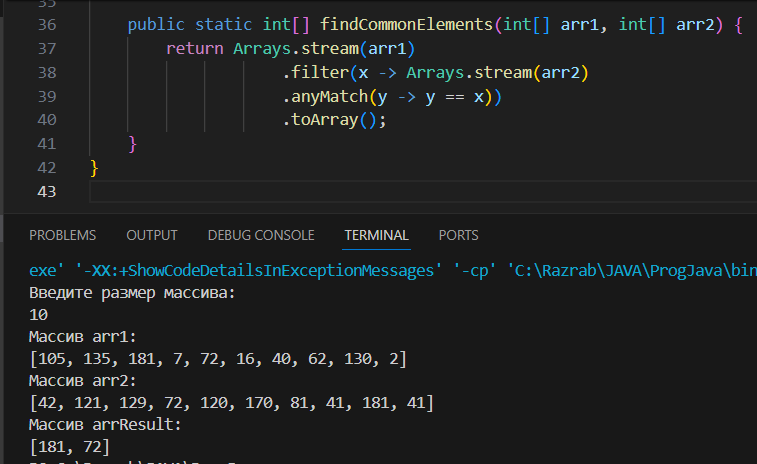 35
36 public static int[] findCommonElements(int[] arr1, int[] arr2) {
37 return Arrays.stream(arr1)
38 .filter(x -> Arrays.stream(arr2)
39 .anyMatch(y -> y == x))
40 .toArray();
41 }
42 }
43
PROBLEMS OUTPUT DEBUG CONSOLE TERMINAL PORTS
exe' '-XX:+ShowCodeDetailsInExceptionMessages' '-cp' 'C:\Razrab\JAVA\ProgJava\bin
Введите размер массива:
10
Массив arr1:
[105, 135, 181, 7, 72, 16, 40, 62, 130, 2]
Массив arr2:
[42, 121, 129, 72, 120, 170, 81, 41, 181, 41]
Массив arrResult:
[181, 72]